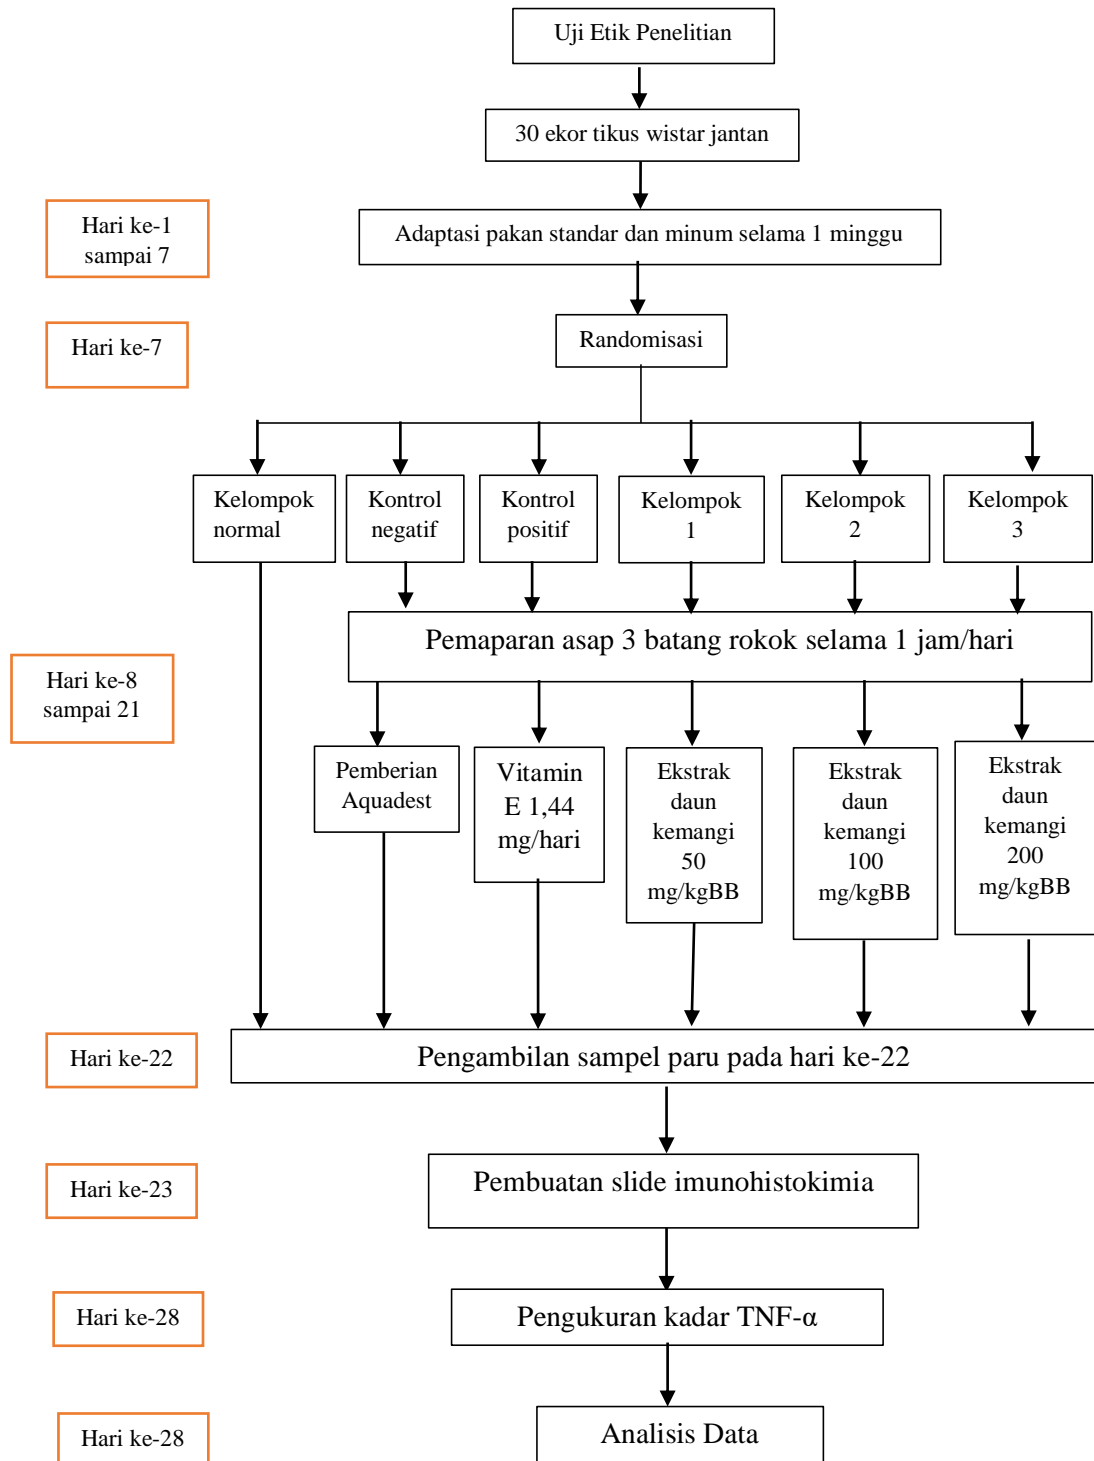 Uji Etik Penelitian
30 ekor tikus wistar jantan
Hari ke-1
sampai 7
Adaptasi pakan standar dan minum selama 1 minggu
Hari ke-7
Randomisasi
Kelompok
normal
Kontrol
negatif
Kontrol
positif
Kelompok
1
Kelompok
2
Kelompok
3
Pemaparan asap 3 batang rokok selama 1 jam/hari
Hari ke-8
sampai 21
Pemberian
Aquadest
Vitamin
E 1,44
mg/hari
Ekstrak
daun
kemangi
50
mg/kgBB
Ekstrak
daun
kemangi
100
mg/kgBB
Ekstrak
daun
kemangi
200
mg/kgBB
Hari ke-22
Pengambilan sampel paru pada hari ke-22
Hari ke-23
Pembuatan slide imunohistokimia
Hari ke-28
Pengukuran kadar TNF-α
Hari ke-28
Analisis Data